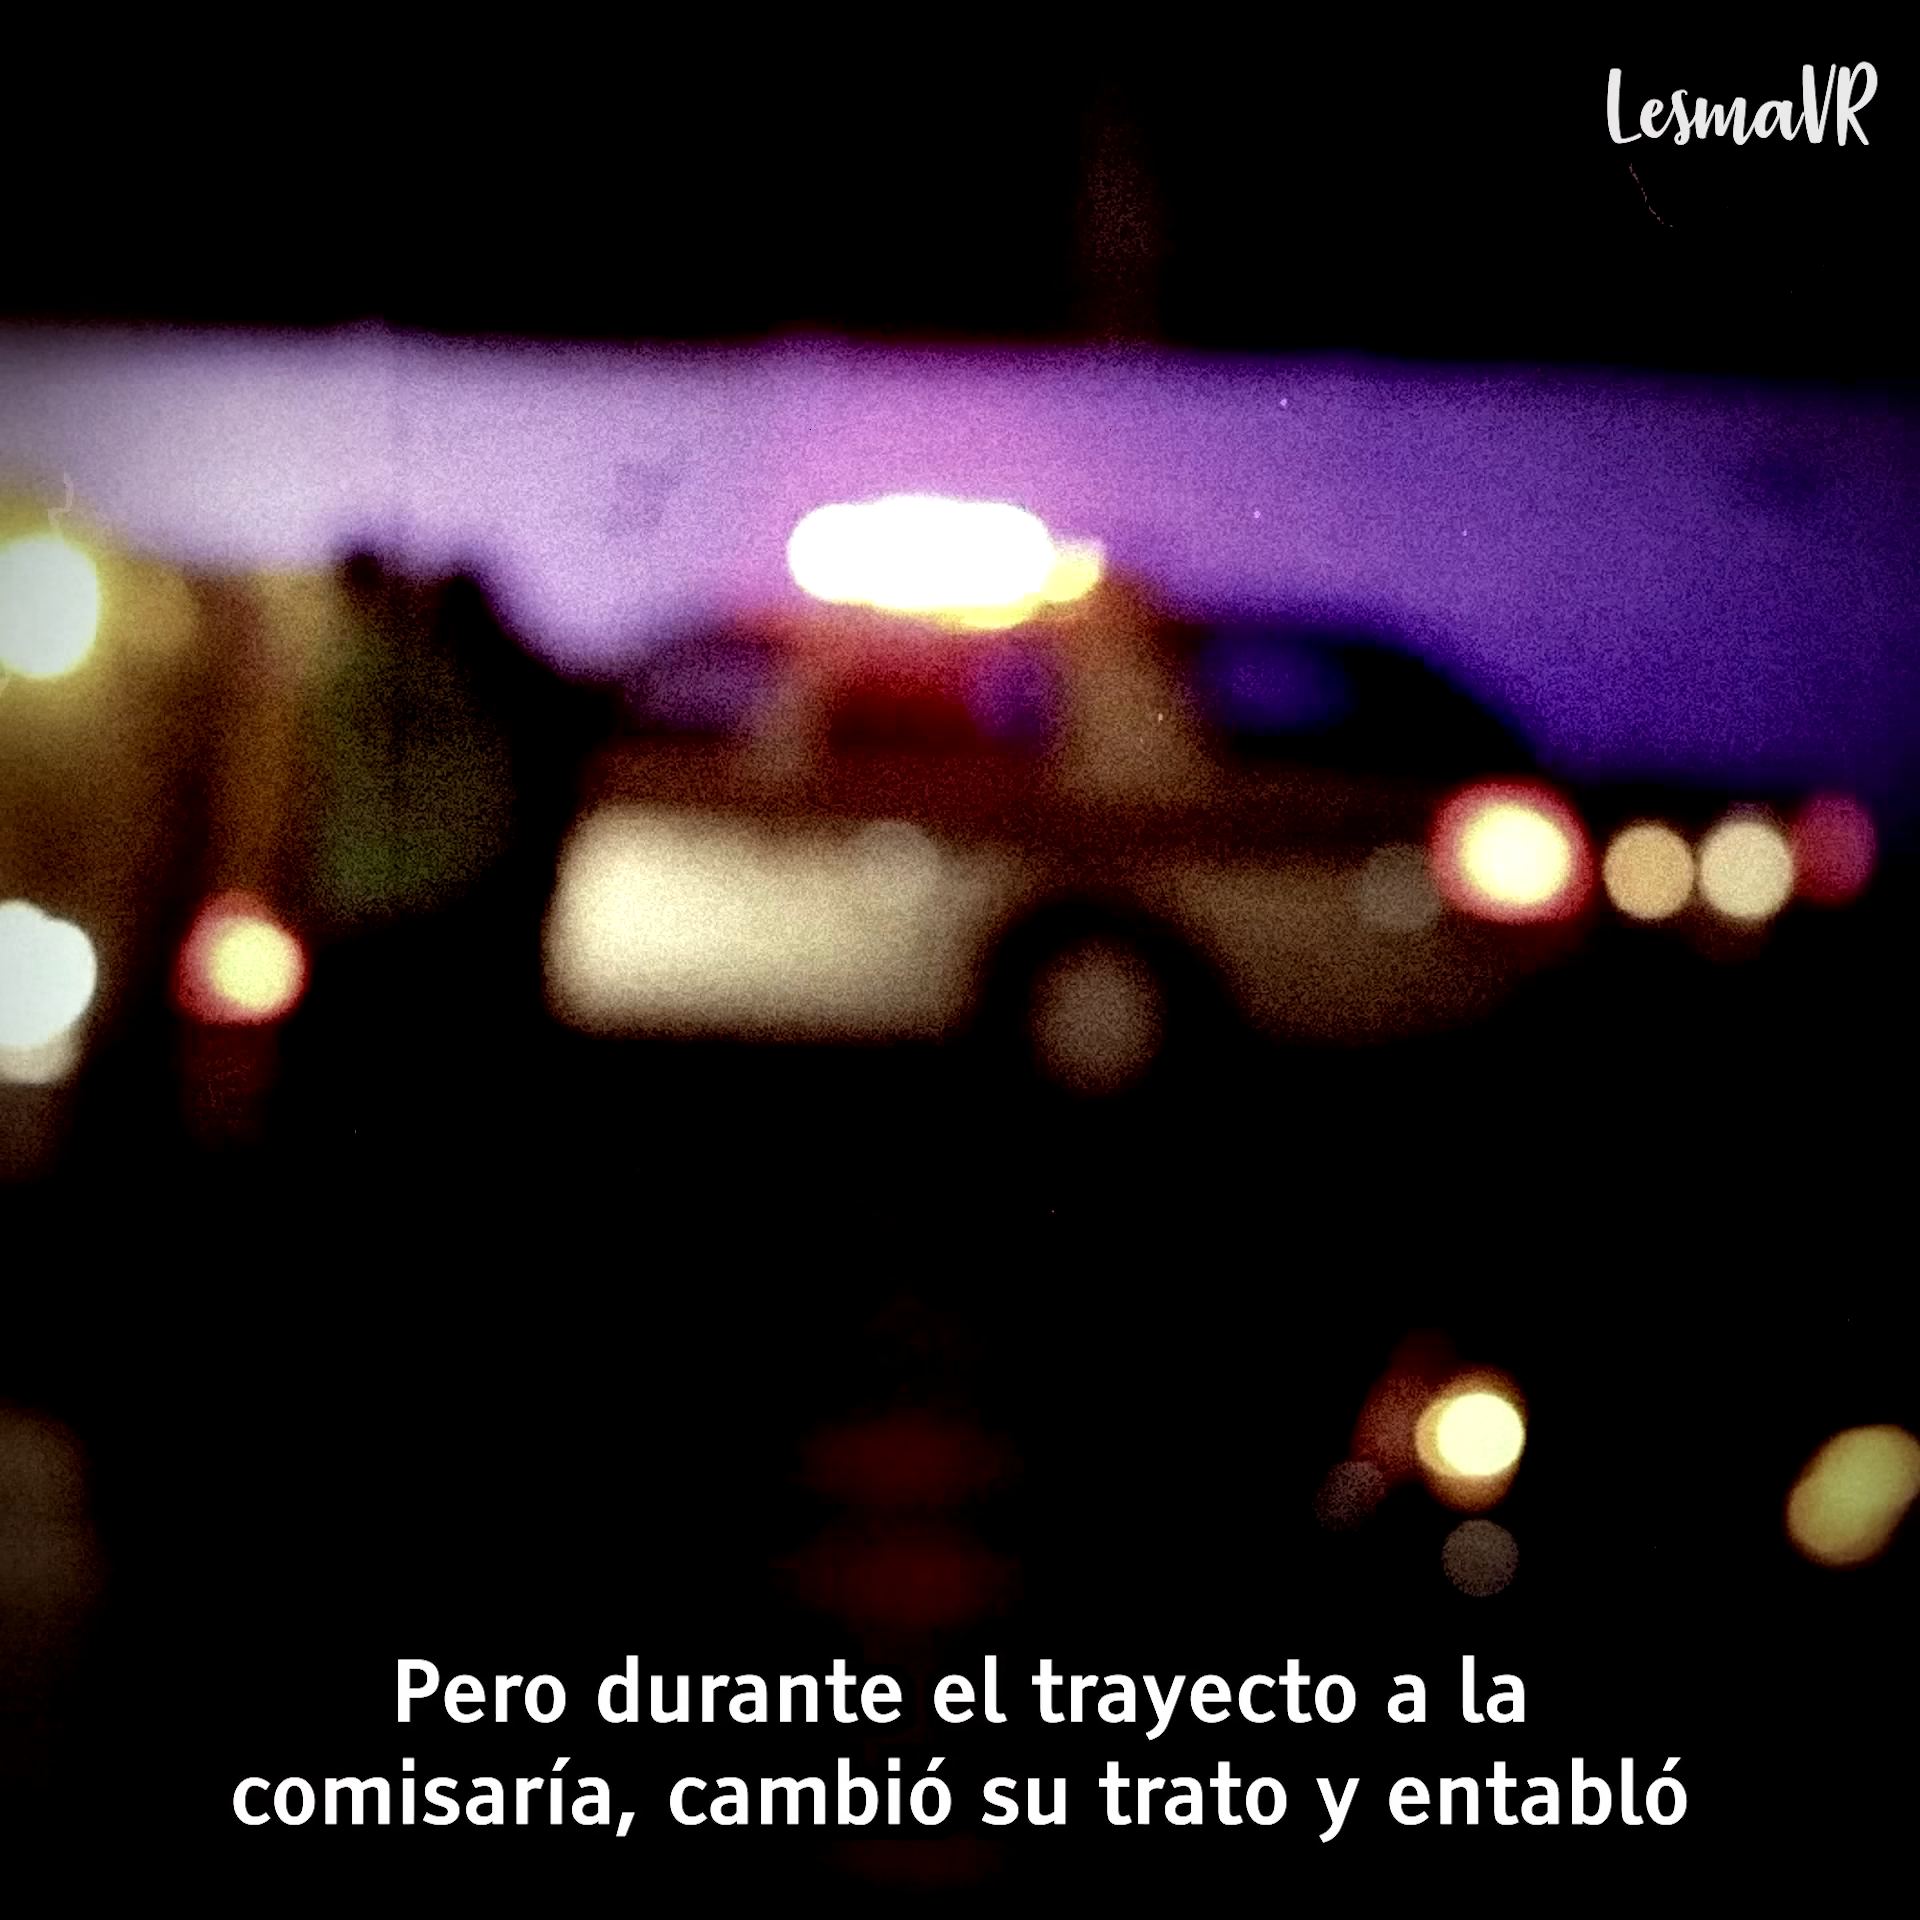 LesmaVR
Pero durante el trayecto a la
comisaría, cambió su trato y entabló